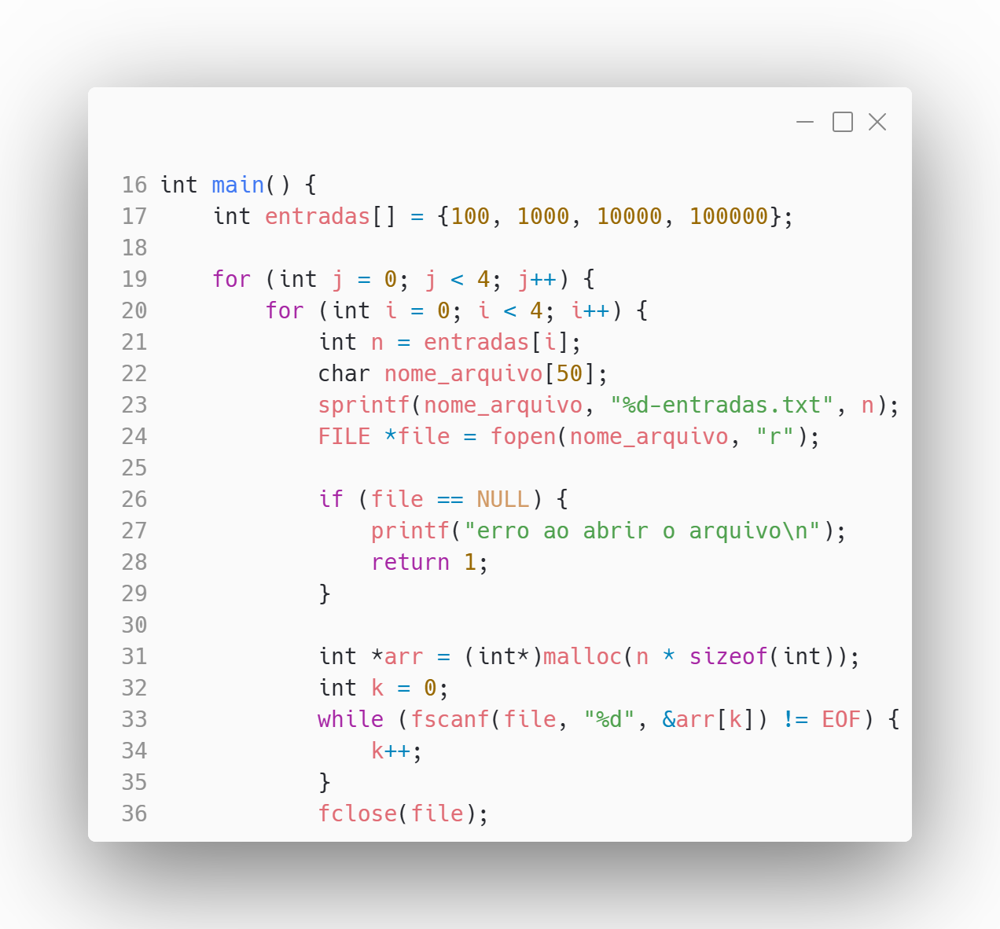 16 int main() {
17     int entradas[] = {100, 1000, 10000, 100000};
18
19     for (int j = 0; j < 4; j++) {
20         for (int i = 0; i < 4; i++) {
21             int n = entradas[i];
22             char nome_arquivo[50];
23             sprintf(nome_arquivo, "%d-entradas.txt", n);
24             FILE *file = fopen(nome_arquivo, "r");
25
26             if (file == NULL) {
27                 printf("erro ao abrir o arquivo\n");
28                 return 1;
29             }
30
31             int *arr = (int*)malloc(n * sizeof(int));
32             int k = 0;
33             while (fscanf(file, "%d", &arr[k]) != EOF) {
34                 k++;
35             }
36             fclose(file);